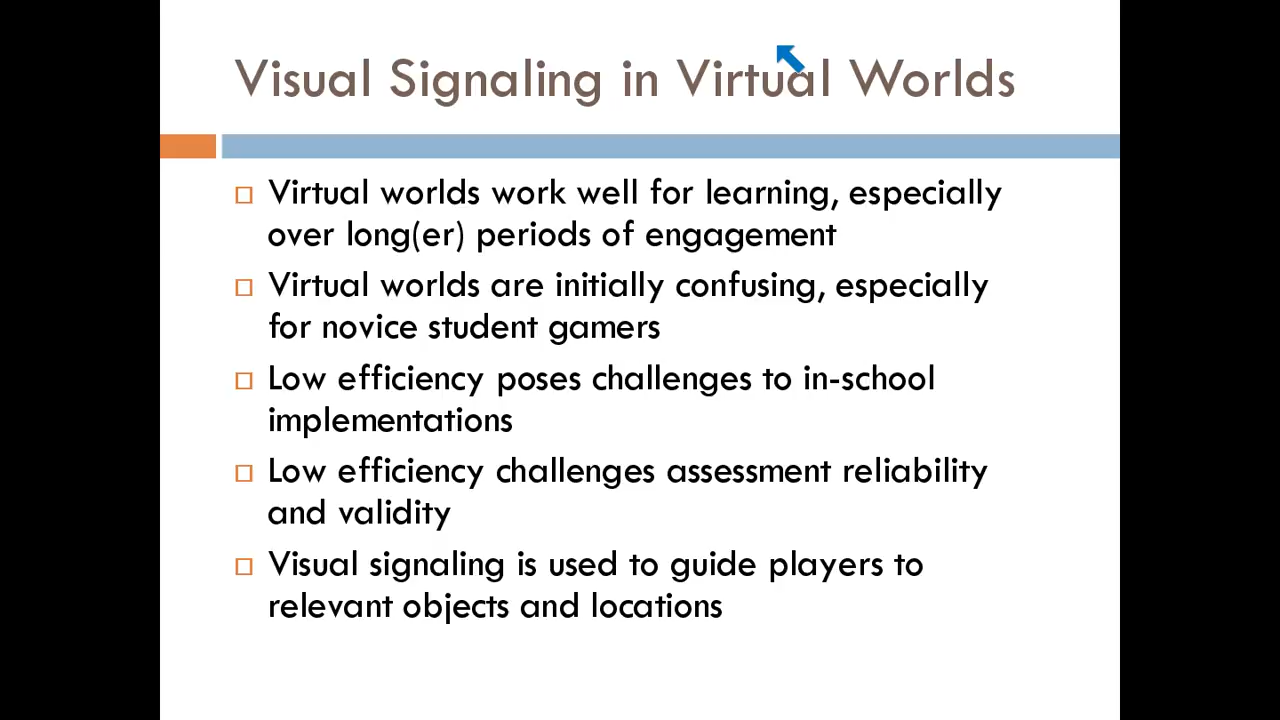 Visual Signaling in Virtual Worlds
Virtual worlds work well for learning, especially
over long(er) periods of engagement
Virtual worlds are initially confusing, especially
for novice student gamers
Low efficiency poses challenges to in-school
implementations
Low efficiency challenges assessment reliability
and validity
Visual signaling is used to guide players to
relevant objects and locations